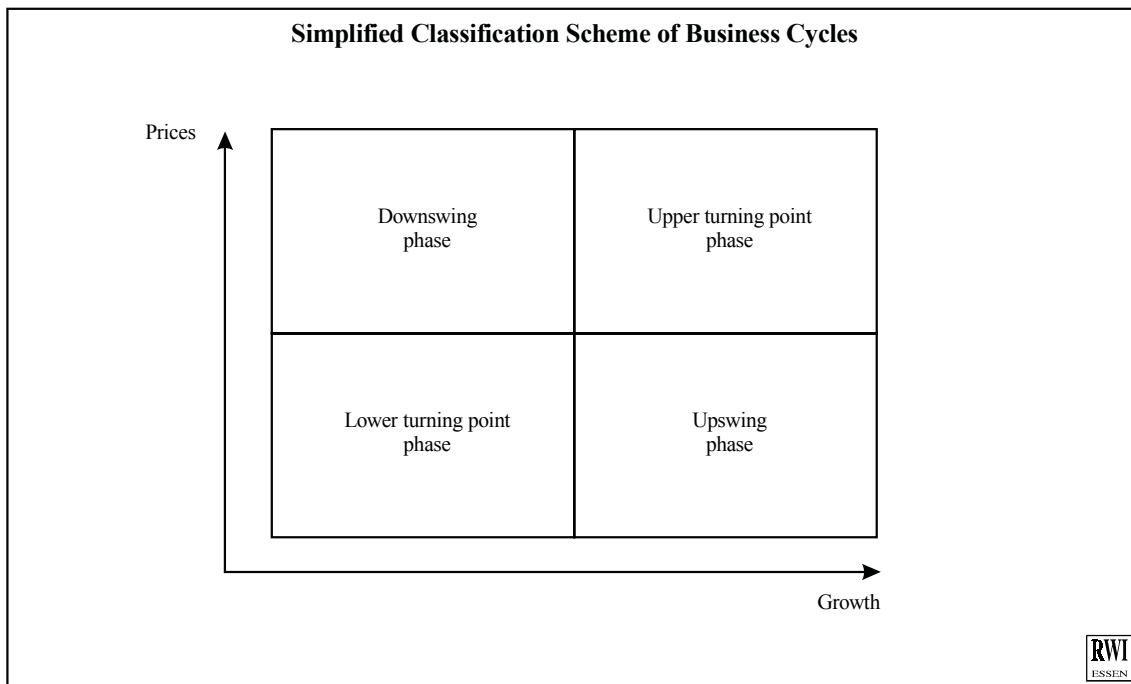 Simplified Classification Scheme of Business Cycles
Prices
Downswing
phase
Upper turning point
phase
Lower turning point
phase
Upswing
phase
Growth
RWI
ESSEN